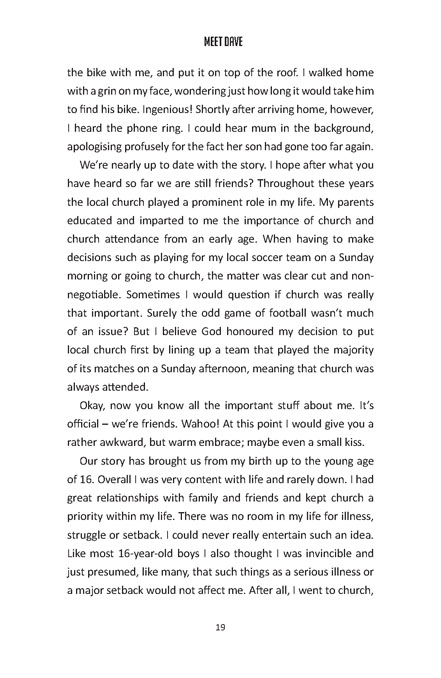 MEET DAVE
the bike with me, and put it on top of the roof. I walked home
with a grin on my face, wondering just how long it would take him
to find his bike. Ingenious! Shortly after arriving home, however,
I heard the phone ring. I could hear mum in the background,
apologising profusely for the fact her son had gone too far again.
We’re nearly up to date with the story. I hope after what you
have heard so far we are still friends? Throughout these years
the local church played a prominent role in my life. My parents
educated and imparted to me the importance of church and
church attendance from an early age. When having to make
decisions such as playing for my local soccer team on a Sunday
morning or going to church, the matter was clear cut and non-
negotiable. Sometimes I would question if church was really
that important. Surely the odd game of football wasn’t much
of an issue? But I believe God honoured my decision to put
local church first by lining up a team that played the majority
of its matches on a Sunday afternoon, meaning that church was
always attended.
Okay, now you know all the important stuff about me. It’s
official – we’re friends. Wahoo! At this point I would give you a
rather awkward, but warm embrace; maybe even a small kiss.
Our story has brought us from my birth up to the young age
of 16. Overall I was very content with life and rarely down. I had
great relationships with family and friends and kept church a
priority within my life. There was no room in my life for illness,
struggle or setback. I could never really entertain such an idea.
Like most 16-year-old boys I also thought I was invincible and
just presumed, like many, that such things as a serious illness or
a major setback would not affect me. After all, I went to church,
19